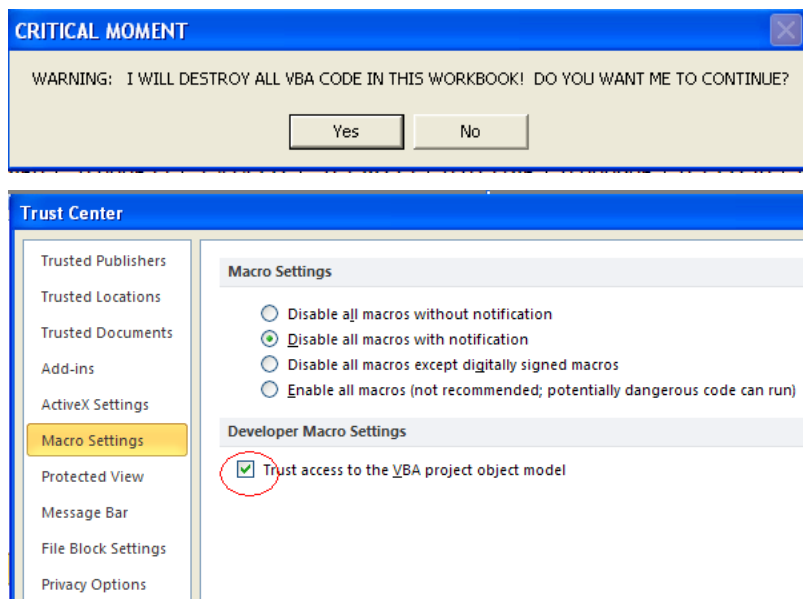 CRITICAL MOMENT
WARNING: I WILL DESTROY ALL VBA CODE IN THIS WORKBOOK! DO YOU WANT ME TO CONTINUE?
Yes No
Trust Center
Trusted Publishers
Trusted Locations
Trusted Documents
Add-ins
ActiveX Settings
Macro Settings
Protected View
Message Bar
File Block Settings
Privacy Options
Macro Settings
Disable all macros without notification
Disable all macros with notification
Disable all macros except digitally signed macros
Enable all macros (not recommended; potentially dangerous code can run)
Developer Macro Settings
Trust access to the VBA project object model